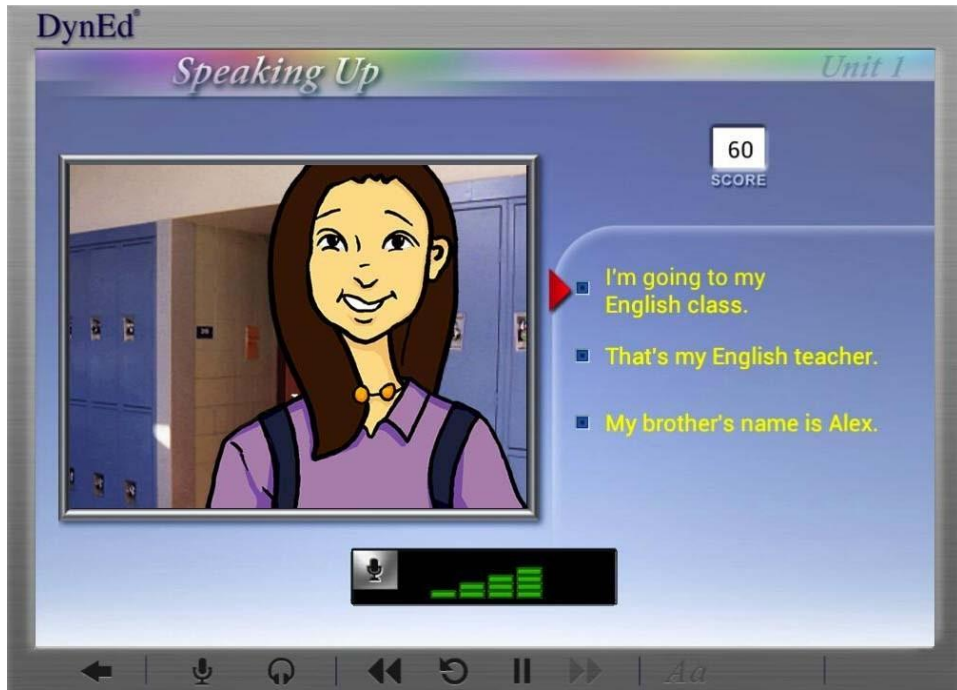 DynEd®
Speaking Up
Unit 1
60
SCORE
I'm going to my
English class.
That's my English teacher.
My brother's name is Alex.
Aa